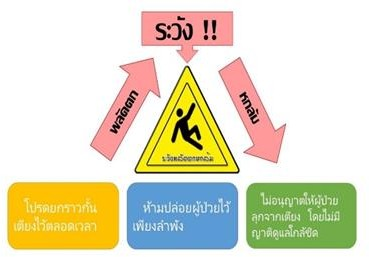 ระวัง !!
พลัดตก
หกล้ม
ระวังพลัดตกหกล้ม
โปรดยกราวกั้น
เตียงไว้ตลอดเวลา
ห้ามปล่อยผู้ป่วยไว้
เพียงลำพัง
ไม่อนุญาตให้ผู้ป่วย
ลุกจากเตียง โดยไม่มี
ญาติดูแลใกล้ชิด